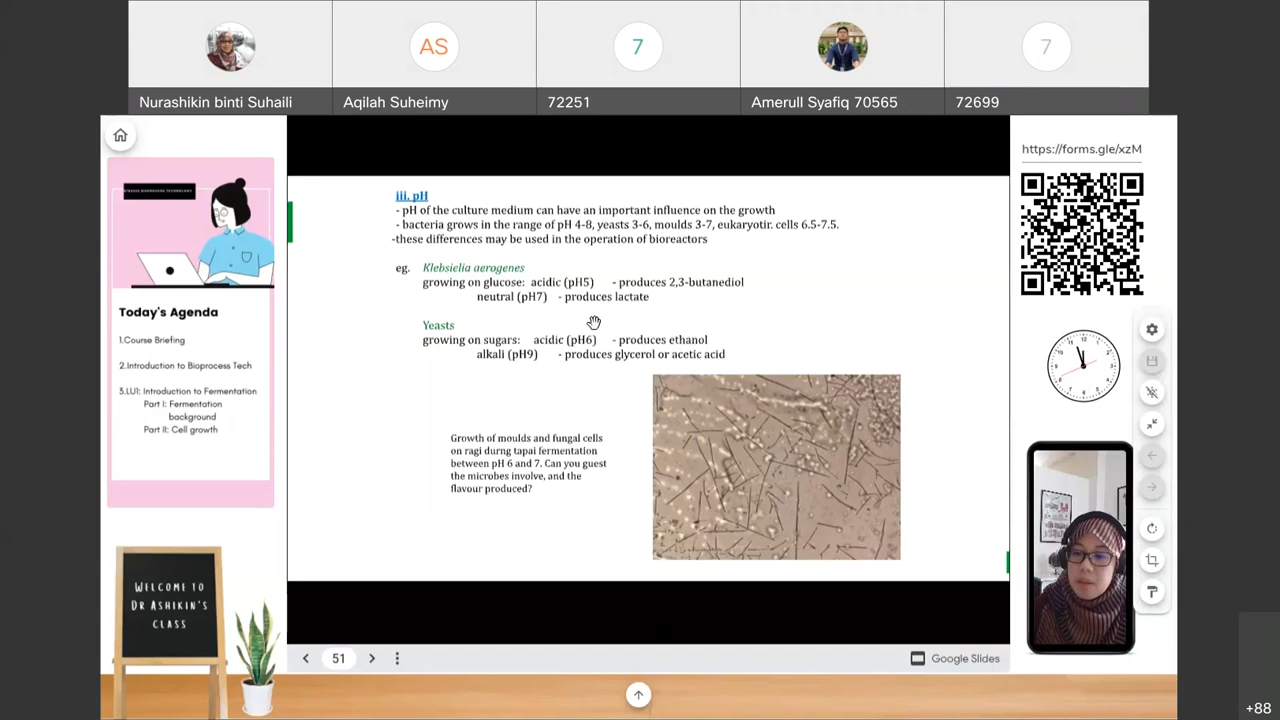 AS
7
7
Nurashikin binti Suhaili
Aqilah Suheimy
72251
Amerull Syafiq 70565
72699
Today's Agenda
1.Course Briefing
2.Introduction to Bioprocess Tech
3.LU1: Introduction to Fermentation
Part I: Fermentation
background
Part II: Cell growth
WELCOME TO
DR ASHIKIN'S
CLASS
iii. pH
- pH of the culture medium can have an important influence on the growth
- bacteria grows in the range of pH 4-8, yeasts 3-6, moulds 3-7, eukaryotir. cells 6.5-7.5.
-these differences may be used in the operation of bioreactors
eg. Klebsielia aerogenes
growing on glucose: acidic (pH5) - produces 2,3-butanediol
neutral (pH7) - produces lactate
Yeasts
growing on sugars: acidic (pH6) - produces ethanol
alkali (pH9) - produces glycerol or acetic acid
Growth of moulds and fungal cells
on ragi durng tapai fermentation
between pH 6 and 7. Can you guest
the microbes involve, and the
flavour produced?
51
Google Slides
https://forms.gle/xzM
+88